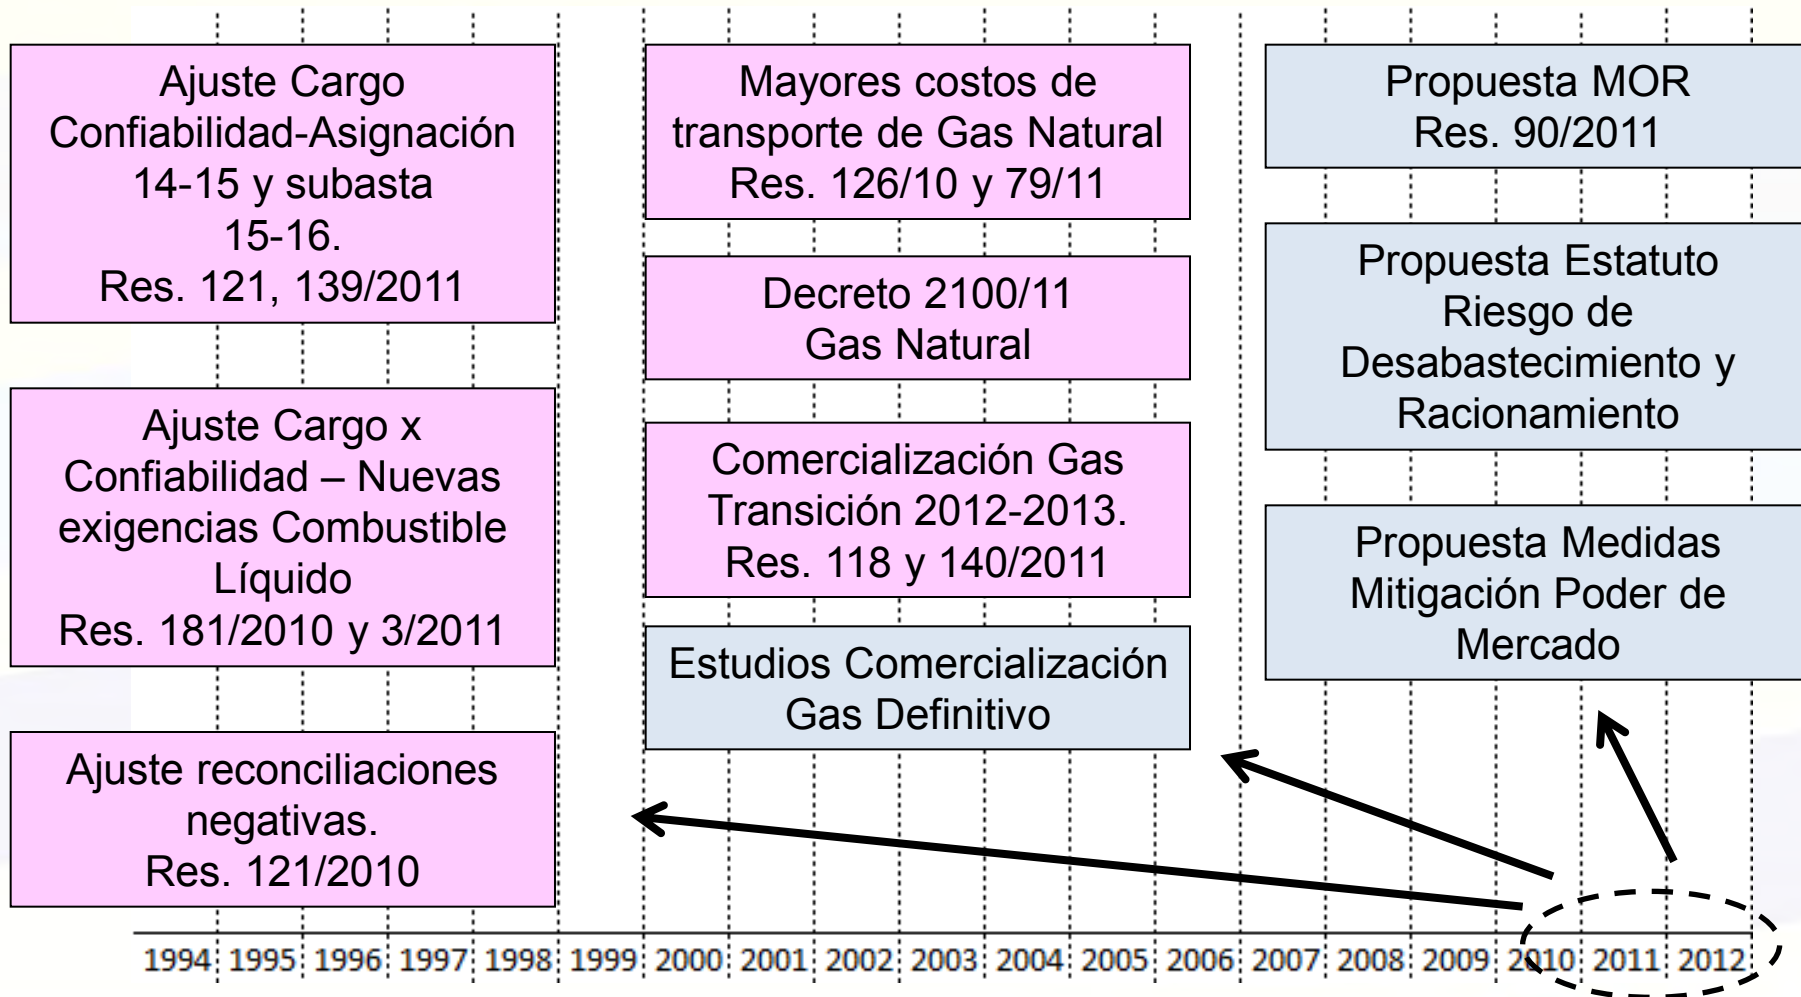 Ajuste Cargo
Confiabilidad-Asignación
14-15 y subasta
15-16.
Res. 121, 139/2011
Ajuste Cargo x
Confiabilidad – Nuevas
exigencias Combustible
Líquido
Res. 181/2010 y 3/2011
Ajuste reconciliaciones
negativas.
Res. 121/2010
Mayores costos de
transporte de Gas Natural
Res. 126/10 y 79/11
Decreto 2100/11
Gas Natural
Comercialización Gas
Transición 2012-2013.
Res. 118 y 140/2011
Estudios Comercialización
Gas Definitivo
Propuesta MOR
Res. 90/2011
Propuesta Estatuto
Riesgo de
Desabastecimiento y
Racionamiento
Propuesta Medidas
Mitigación Poder de
Mercado
1994 1995 1996 1997 1998 1999 2000 2001 2002 2003 2004 2005 2006 2007 2008 2009 2010 2011 2012